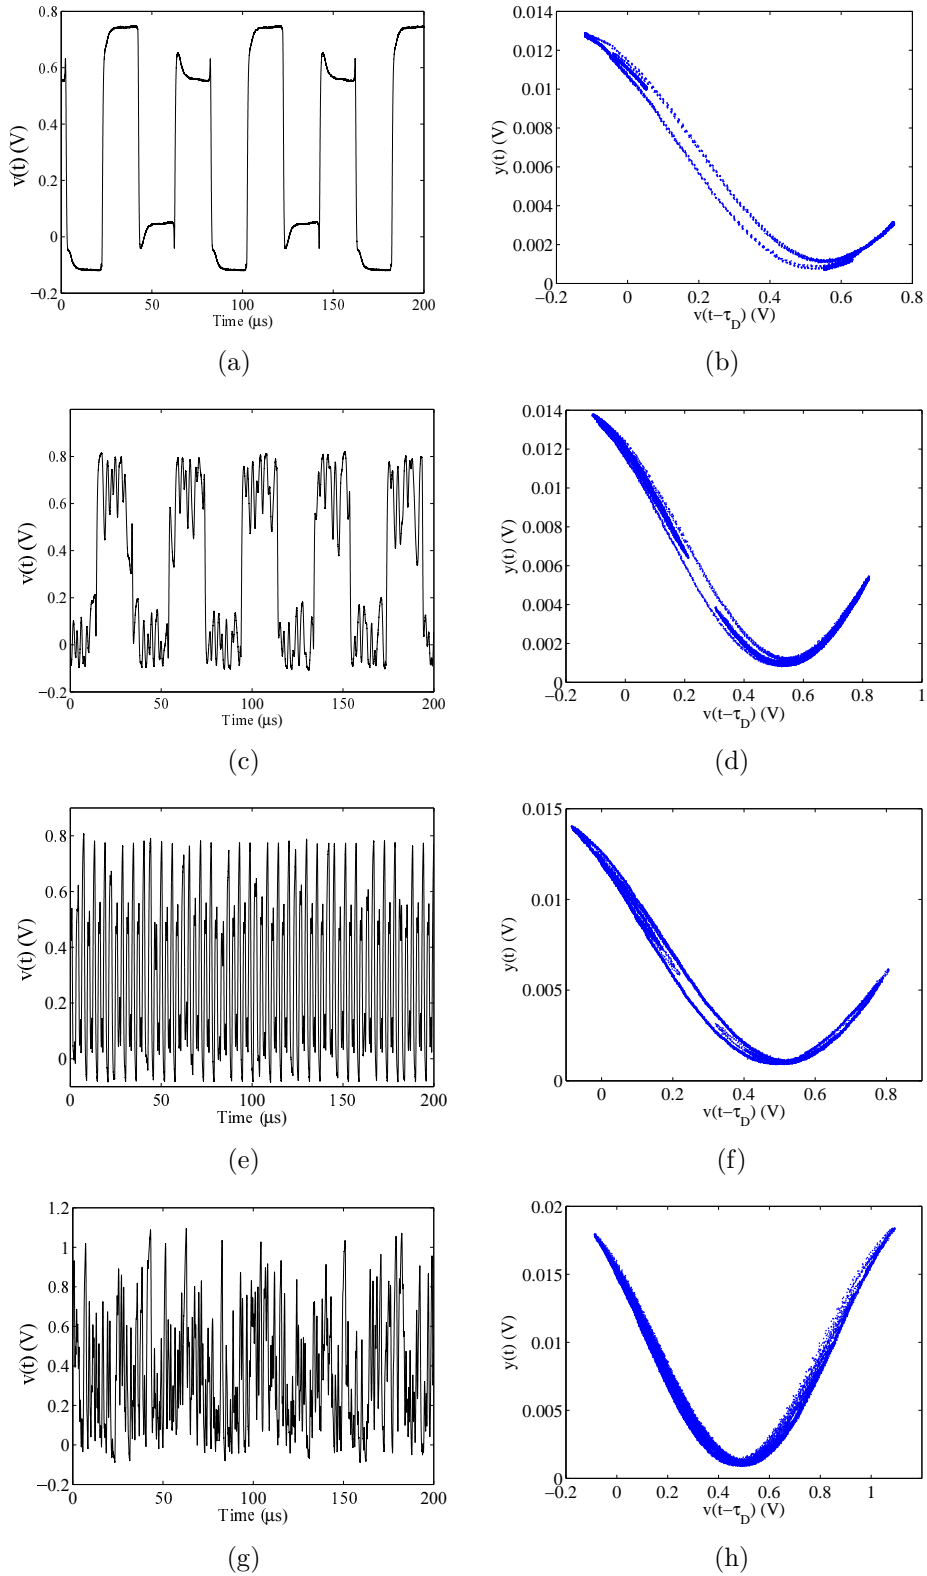 0.8
0.6
0.4
0.2
0
−0.2
v(t) (V)
0 50 100 150 200
Time (μs)
(a)
0.014
0.012
0.01
0.008
0.006
0.004
0.002
0
y(t) (V)
−0.2 0 0.2 0.4 0.6 0.8
v(t−τD) (V)
(b)
0.8
0.6
0.4
0.2
0
−0.2
v(t) (V)
0 50 100 150 200
Time (μs)
(c)
0.014
0.012
0.01
0.008
0.006
0.004
0.002
0
y(t) (V)
−0.2 0 0.2 0.4 0.6 0.8 1
v(t−τD) (V)
(d)
0.8
0.6
0.4
0.2
0
v(t) (V)
0 50 100 150 200
Time (μs)
(e)
0.015
0.01
0.005
0
y(t) (V)
0 0.2 0.4 0.6 0.8
v(t−τD) (V)
(f)
1.2
1
0.8
0.6
0.4
0.2
0
−0.2
v(t) (V)
0 50 100 150 200
Time (μs)
(g)
0.02
0.015
0.01
0.005
0
y(t) (V)
−0.2 0 0.2 0.4 0.6 0.8 1
v(t−τD) (V)
(h)